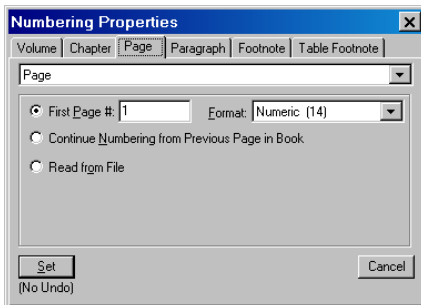 Numbering Properties
Volume Chapter Page Paragraph Footnote Table Footnote
Page
First Page #: 1 Format: Numeric (14)
Continue Numbering from Previous Page in Book
Read from File
Set Cancel
(No Undo)